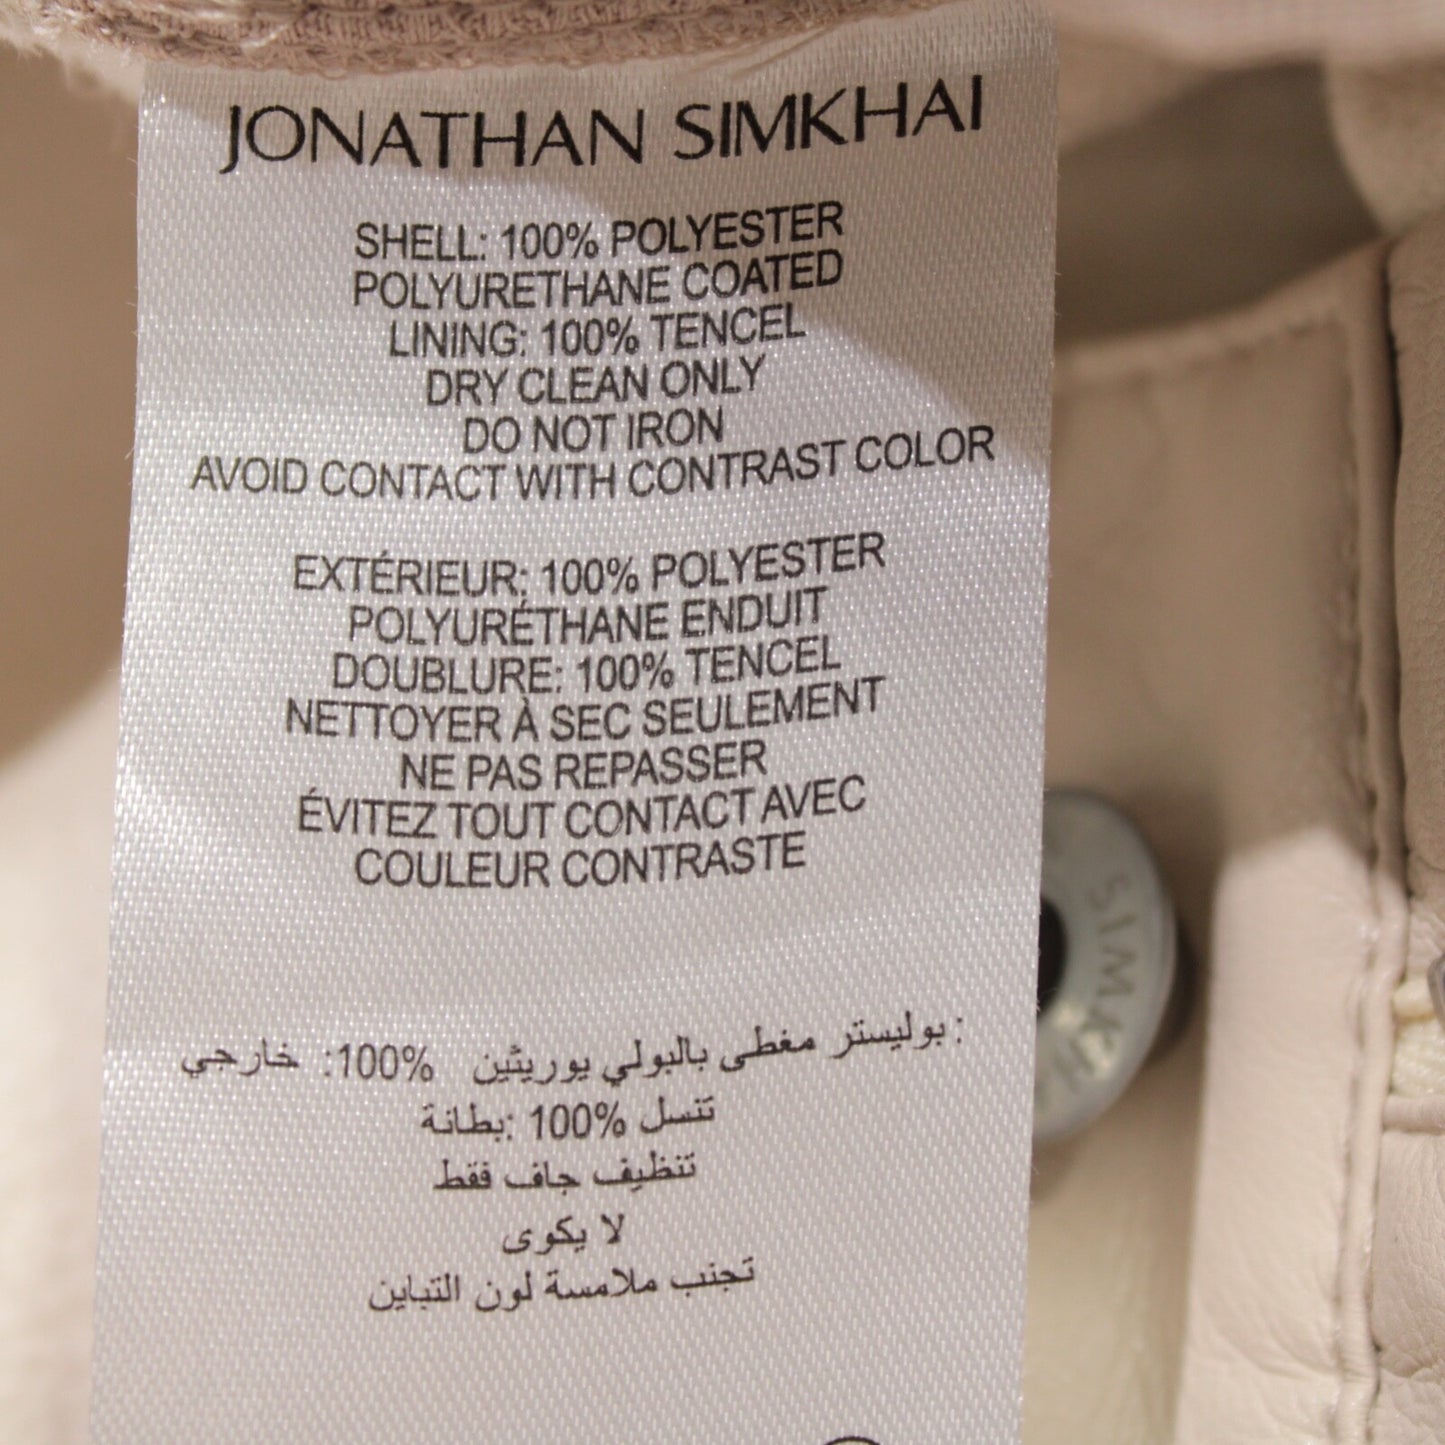 JONATHAN SIMKHAI
SHELL: 100% POLYESTER
POLYURETHANE COATED
LINING: 100% TENCEL
DRY CLEAN ONLY
DO NOT IRON
AVOID CONTACT WITH CONTRAST COLOR
EXTÉRIEUR: 100% POLYESTER
POLYURÉTHANE ENDUIT
DOUBLURE: 100% TENCEL
NETTOYER À SEC SEULEMENT
NE PAS REPASSER
ÉVITEZ TOUT CONTACT AVEC
COULEUR CONTRASTE
: بوليستر مغطى بالبولي يوريثين 100%: خارجي
تنسل 100% :بطانة
تنظيف جاف فقط
لا يكوى
تجنب ملامسة لون التباين
SIMKH